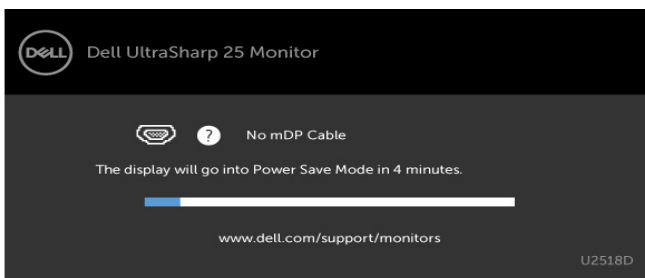 DELL
Dell UltraSharp 25 Monitor
? No mDP Cable
The display will go into Power Save Mode in 4 minutes.
www.dell.com/support/monitors
U2518D